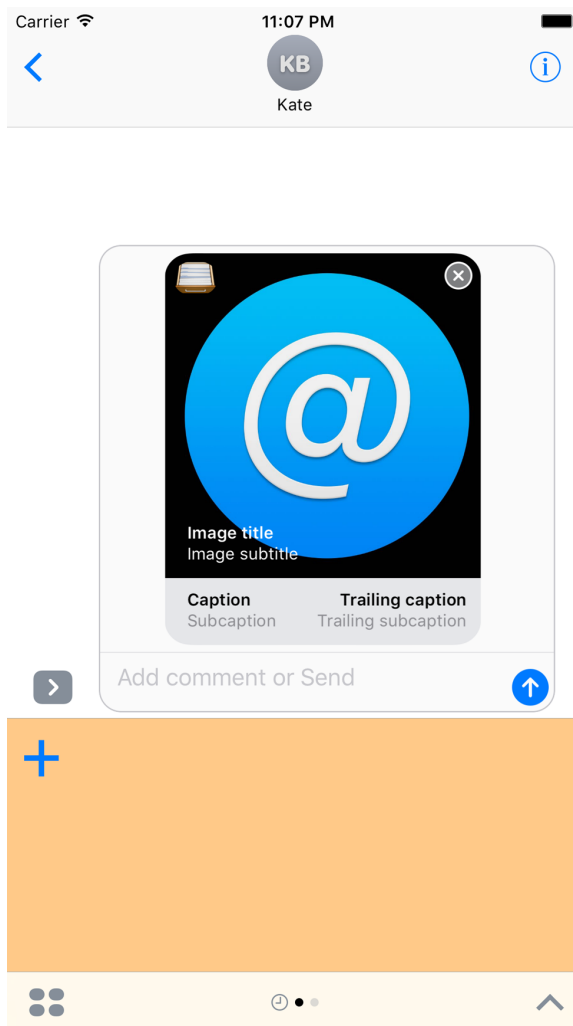 Carrier 11:07 PM
KB
Kate
@
Image title
Image subtitle
Caption Trailing caption
Subcaption Trailing subcaption
Add comment or Send